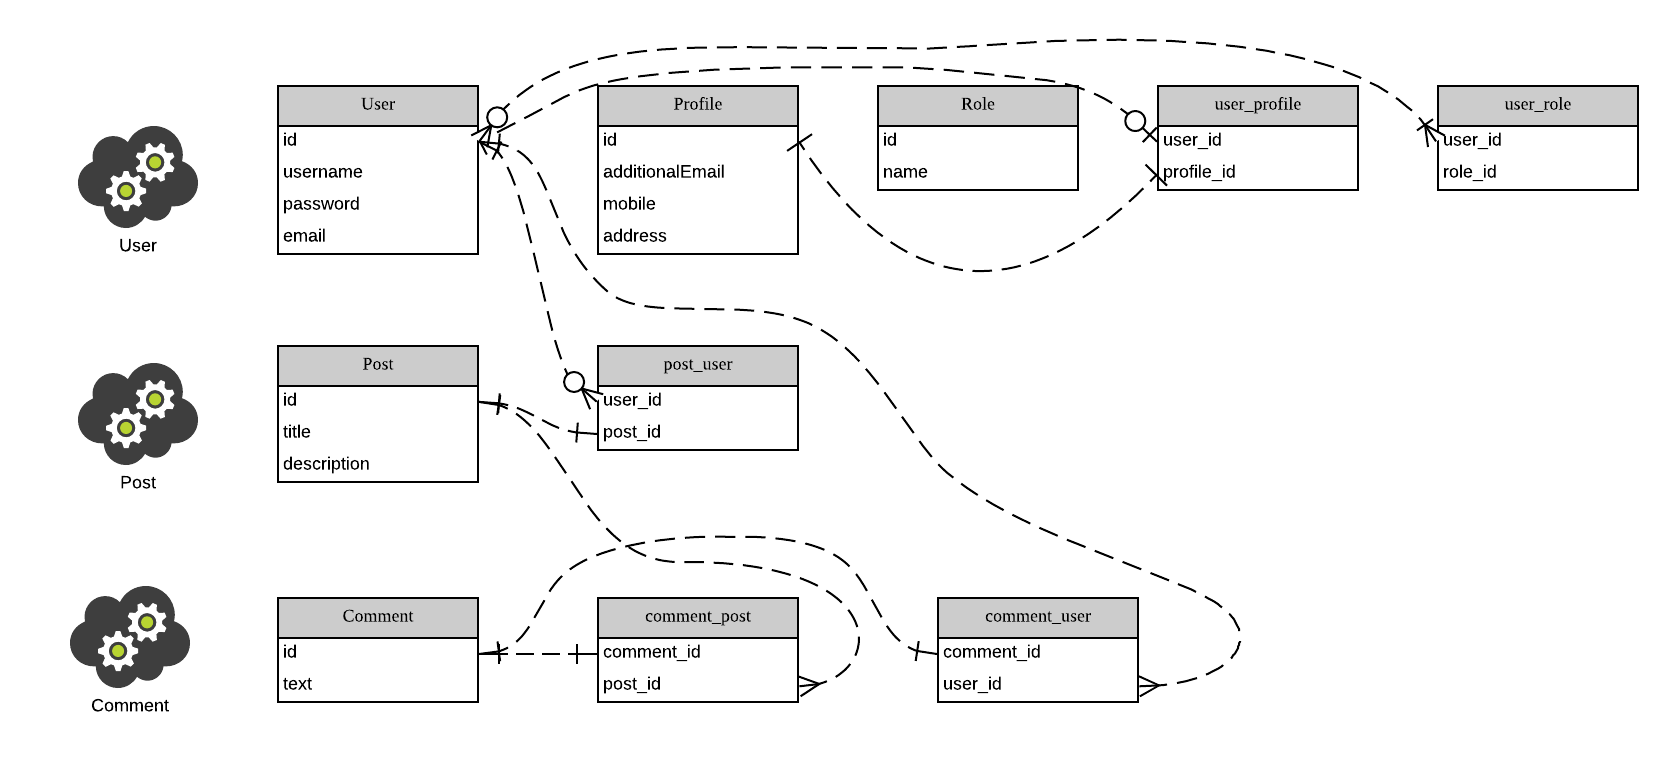 User
id
username
password
email
Profile
id
additionalEmail
mobile
address
Role
id
name
user_profile
user_id
profile_id
user_role
user_id
role_id
User
Post
id
title
description
post_user
user_id
post_id
Post
Comment
id
text
comment_post
comment_id
post_id
comment_user
comment_id
user_id
Comment